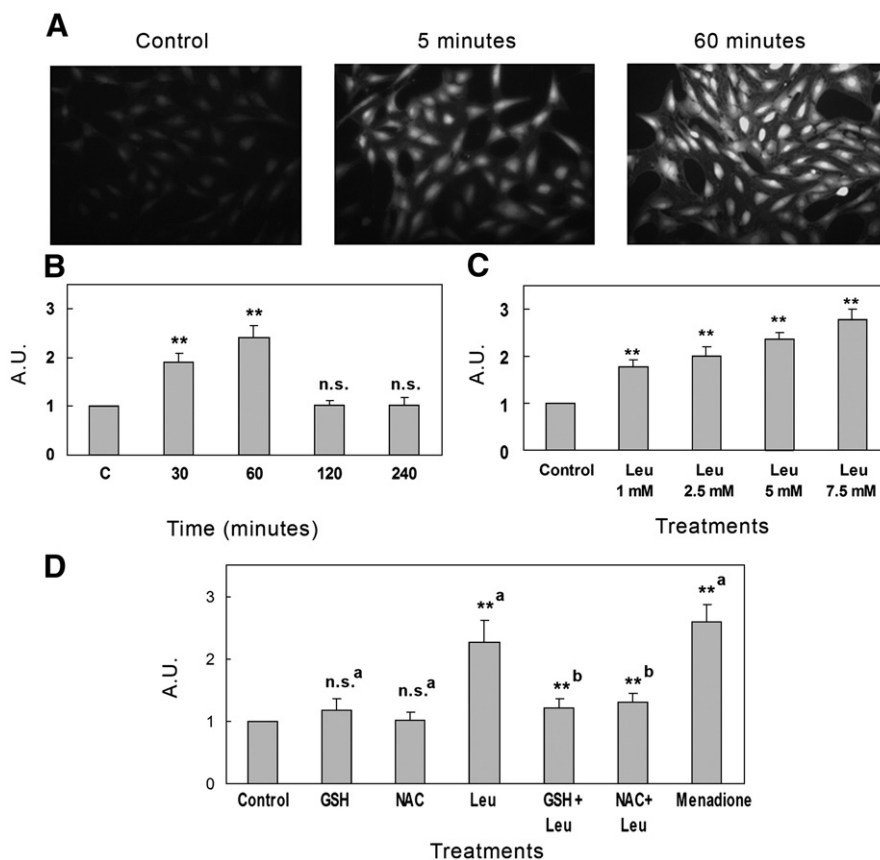 A
Control 5 minutes 60 minutes
B
A.U.
3
2
1
0
** ** n.s. n.s.
C 30 60 120 240
Time (minutes)
C
A.U.
3
2
1
0
** ** ** **
Control Leu Leu Leu Leu
1 mM 2.5 mM 5 mM 7.5 mM
Treatments
D
A.U.
3
2
1
0
n.s.a n.s.a **a **b **b **a
Control GSH NAC Leu GSH + NAC+ Menadione
Leu Leu
Treatments